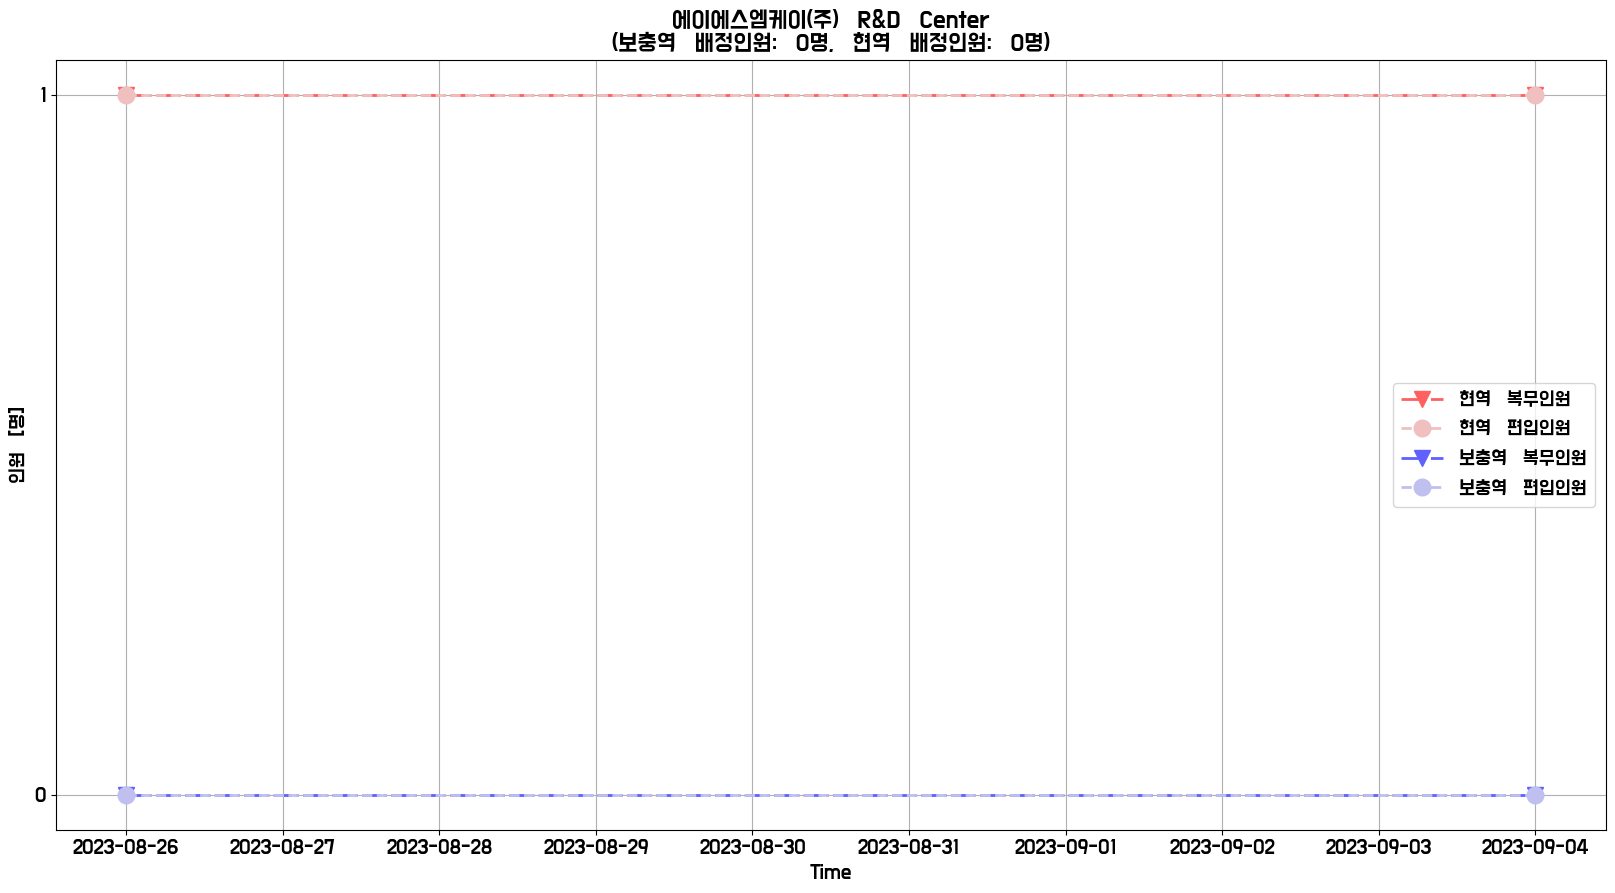 에이에스엠케이(주) R&D Center
(보충역 배정인원: 0명, 현역 배정인원: 0명)
1
0
인원 [명]
현역 복무인원
현역 편입인원
보충역 복무인원
보충역 편입인원
2023-08-26 2023-08-27 2023-08-28 2023-08-29 2023-08-30 2023-08-31 2023-09-01 2023-09-02 2023-09-03 2023-09-04
Time